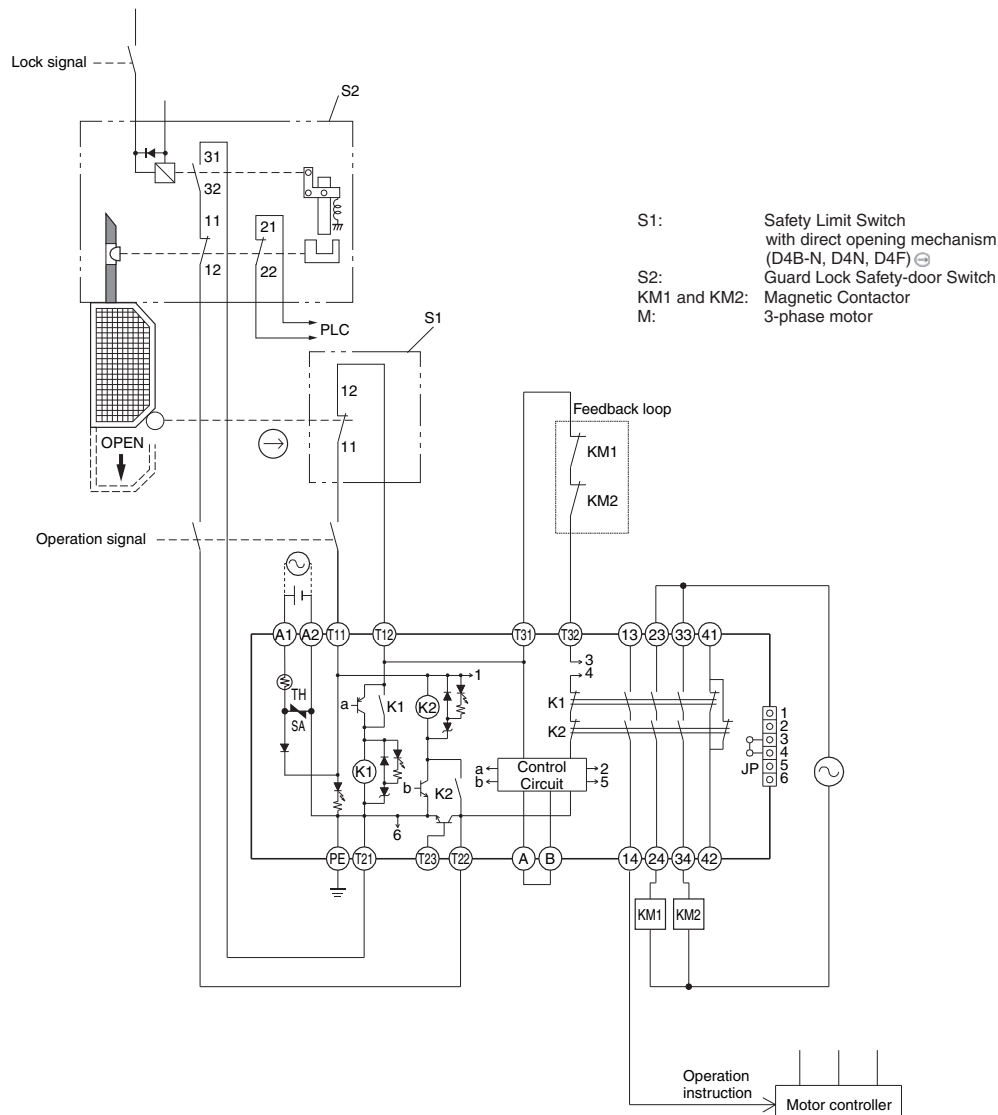 Lock signal
S2
31
32
11
12
21
22
PLC
S1:
Safety Limit Switch
with direct opening mechanism
(D4B-N, D4N, D4F)
S2:
Guard Lock Safety-door Switch
KM1 and KM2:
Magnetic Contactor
M:
3-phase motor
S1
12
11
OPEN
Feedback loop
KM1
KM2
Operation signal
A1
A2
T11
T12
T31
T32
13
23
33
41
TH
SA
a
K1
K2
1
3
4
K1
K2
K1
b
K2
6
a
b
Control
Circuit
2
5
JP
1
2
3
4
5
6
PE
T21
T23
T22
A
B
14
24
34
42
KM1
KM2
Operation
instruction
Motor controller